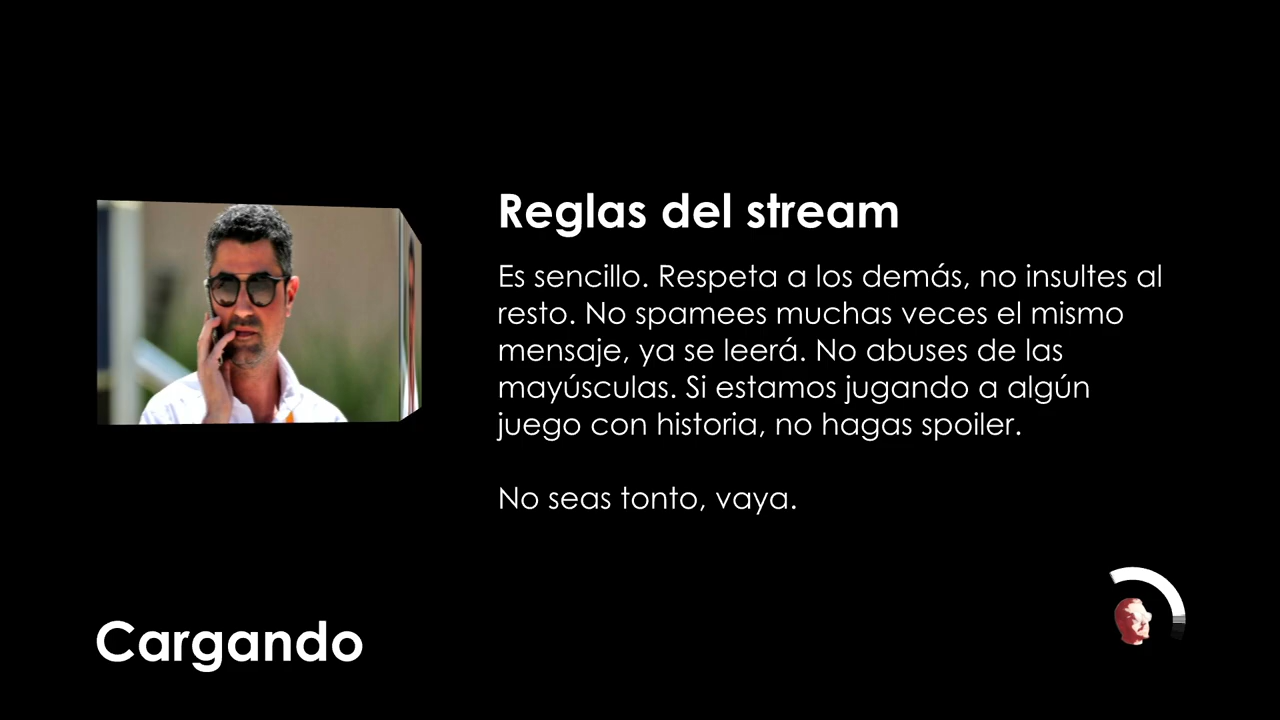 Reglas del stream
Es sencillo. Respeta a los demás, no insultes al
resto. No spamees muchas veces el mismo
mensaje, ya se leerá. No abuses de las
mayúsculas. Si estamos jugando a algún
juego con historia, no hagas spoiler.
No seas tonto, vaya.
Cargando